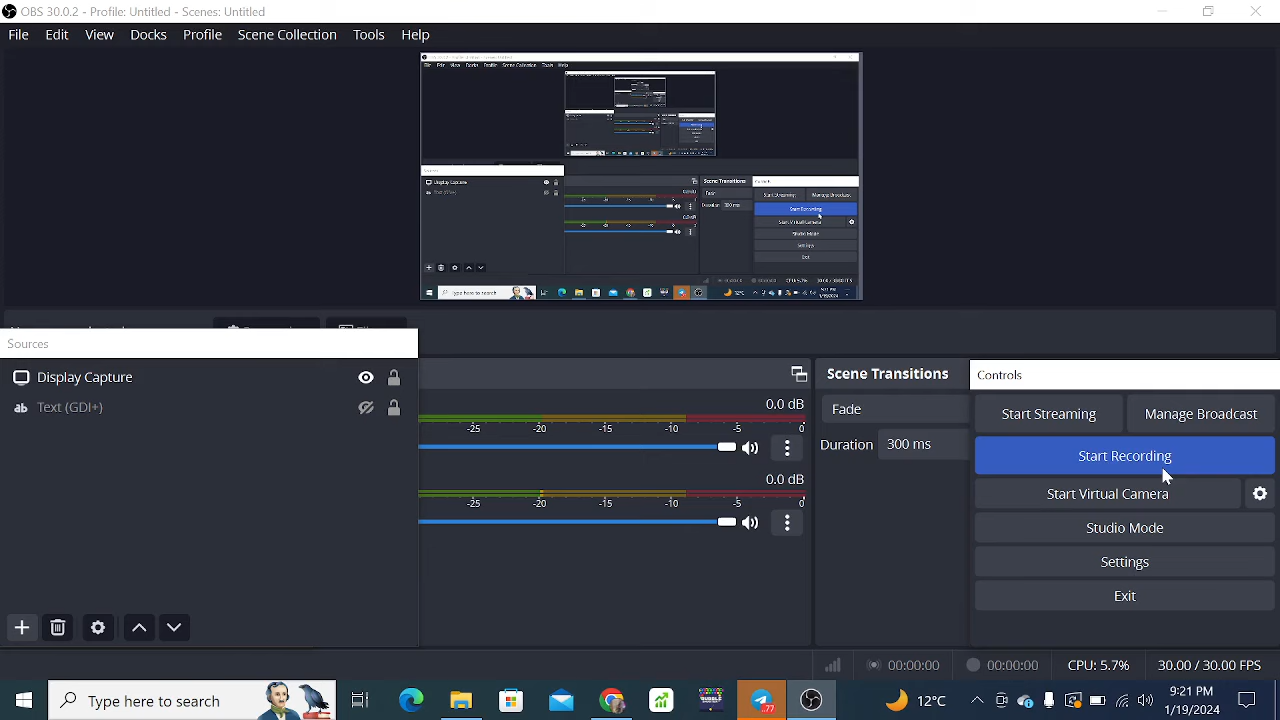 OBS 30.0.2 - Profile: Untitled - Scenes: Untitled
File Edit View Docks Profile Scene Collection Tools Help
Sources
Display Capture
Text (GDI+)
0.0 dB
-25 -20 -15 -10 -5 0
0.0 dB
-25 -20 -15 -10 -5 0
Scene Transitions
Fade
Duration 300 ms
Controls
Start Streaming Manage Broadcast
Start Recording
Start Virtual Camera
Studio Mode
Settings
Exit
00:00:00 00:00:00 CPU: 5.7% 30.00 / 30.00 FPS
Type here to search
77
12°C
3:21 PM
1/19/2024